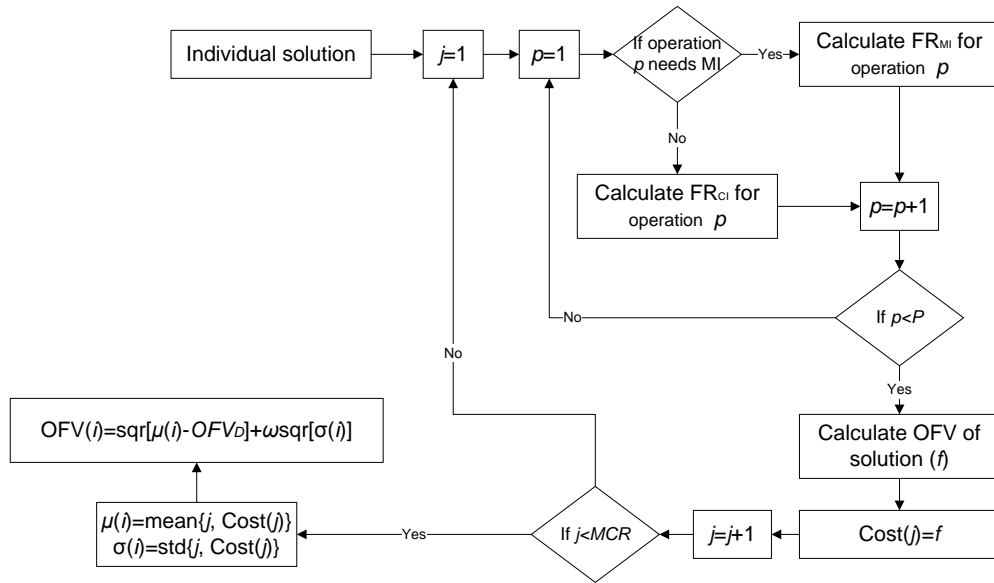 Individual solution
j=1
p=1
If operation
p needs MI
Yes
Calculate FRMI for
operation p
No
Calculate FRCI for
operation p
p=p+1
If p<P
No
Yes
Calculate OFV of
solution (f)
Cost(j)=f
j=j+1
If j<MCR
No
Yes
μ(i)=mean{j, Cost(j)}
σ(i)=std{j, Cost(j)}
OFV(i)=sqr[μ(i)-OFVD]+ωsqr[σ(i)]